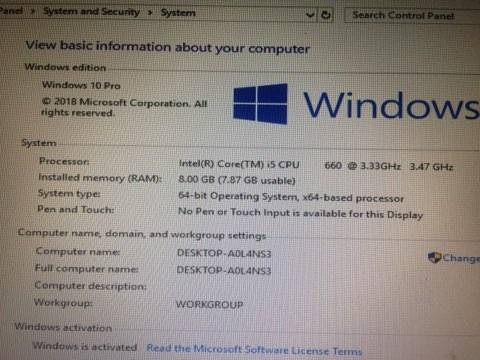 Panel › System and Security › System
Search Control Panel
View basic information about your computer
Windows edition
Windows 10 Pro
© 2018 Microsoft Corporation. All
rights reserved.
Windows
System
Processor: Intel(R) Core(TM) i5 CPU 660 @ 3.33GHz 3.47 GHz
Installed memory (RAM): 8.00 GB (7.87 GB usable)
System type: 64-bit Operating System, x64-based processor
Pen and Touch: No Pen or Touch Input is available for this Display
Computer name, domain, and workgroup settings
Computer name: DESKTOP-A0L4NS3
Change
Full computer name: DESKTOP-A0L4NS3
Computer description:
Workgroup: WORKGROUP
Windows activation
Windows is activated Read the Microsoft Software License Terms